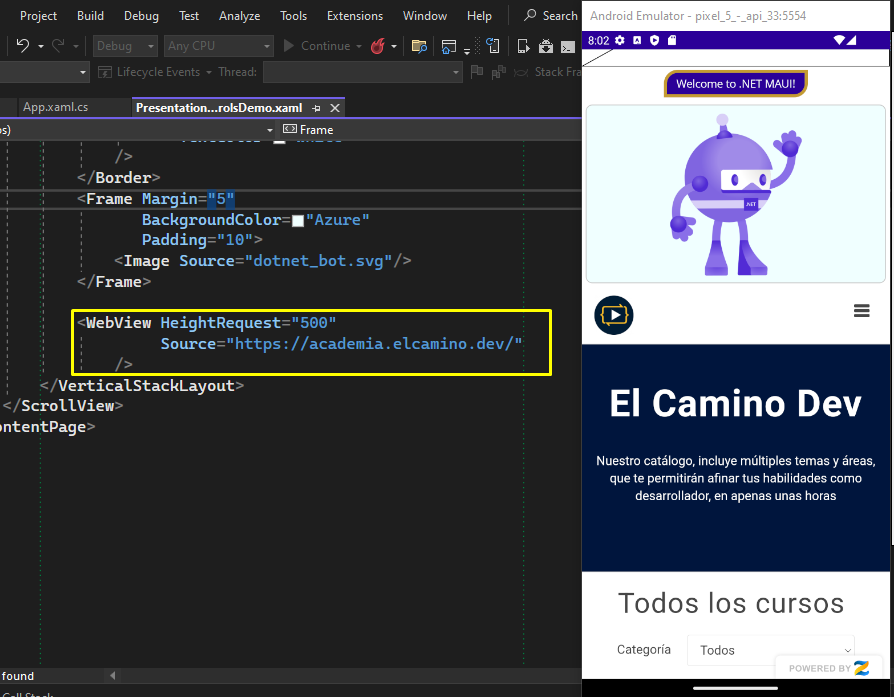 Project Build Debug Test Analyze Tools Extensions Window Help Search
Android Emulator - pixel_5_-_api_33:5554
Debug Any CPU Continue
Lifecycle Events Thread: Stack Fra
App.xaml.cs Presentation...rolsDemo.xaml
os) Frame
/>
</Border>
<Frame Margin="5"
BackgroundColor="Azure"
Padding="10">
<Image Source="dotnet_bot.svg"/>
</Frame>
<WebView HeightRequest="500"
Source="https://academia.elcamino.dev/"
/>
</VerticalStackLayout>
</ScrollView>
ontentPage>
found
8:02
Welcome to .NET MAUI!
.NET
El Camino Dev
Nuestro catálogo, incluye múltiples temas y áreas,
que te permitirán afinar tus habilidades como
desarrollador, en apenas unas horas
Todos los cursos
Categoría Todos
POWERED BY